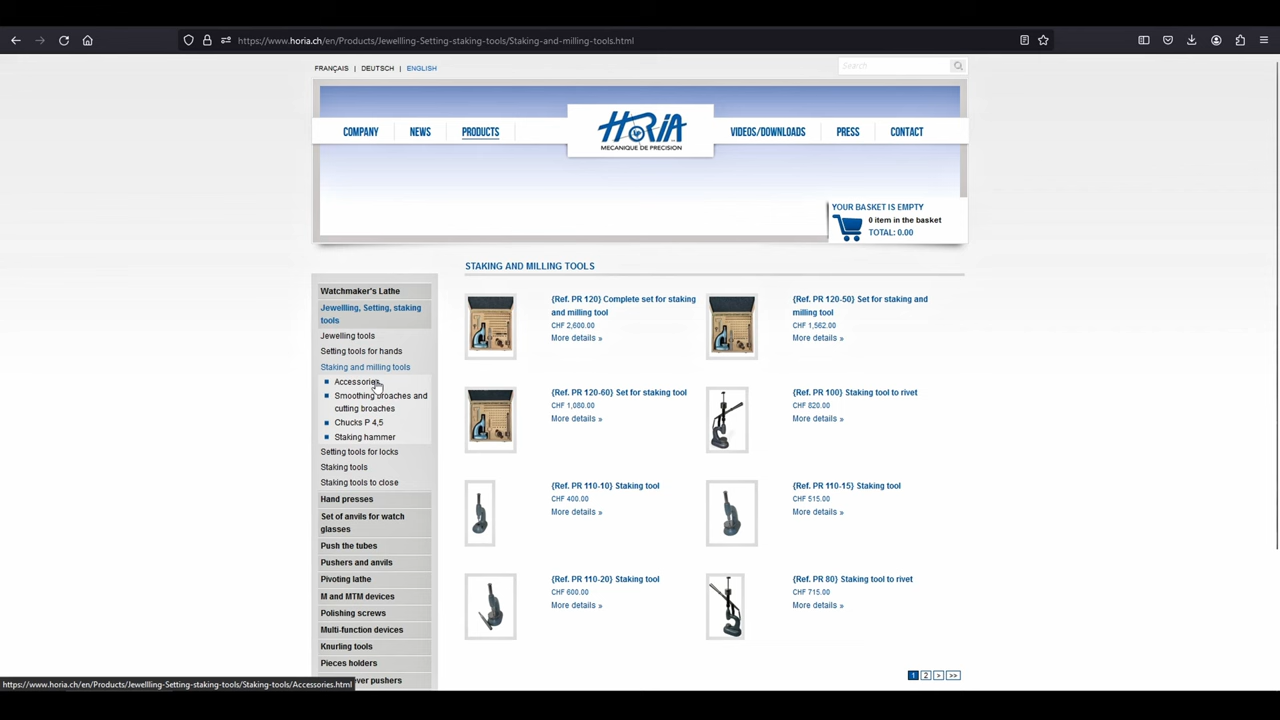 https://www.horia.ch/en/Products/Jewellling-Setting-staking-tools/Staking-and-milling-tools.html
FRANÇAIS | DEUTSCH | ENGLISH
Search
COMPANY
NEWS
PRODUCTS
HORIA
MECANIQUE DE PRECISION
VIDEOS/DOWNLOADS
PRESS
CONTACT
YOUR BASKET IS EMPTY
0 item in the basket
TOTAL: 0.00
Watchmaker's Lathe
Jewellling, Setting, staking
tools
Jewelling tools
Setting tools for hands
Staking and milling tools
Accessories
Smoothing broaches and
cutting broaches
Chucks P 4,5
Staking hammer
Setting tools for locks
Staking tools
Staking tools to close
Hand presses
Set of anvils for watch
glasses
Push the tubes
Pushers and anvils
Pivoting lathe
M and MTM devices
Polishing screws
Multi-function devices
Knurling tools
Pieces holders
ever pushers
STAKING AND MILLING TOOLS
{Ref. PR 120} Complete set for staking
and milling tool
CHF 2,600.00
More details »
{Ref. PR 120-50} Set for staking and
milling tool
CHF 1,562.00
More details »
{Ref. PR 120-60} Set for staking tool
CHF 1,080.00
More details »
{Ref. PR 100} Staking tool to rivet
CHF 820.00
More details »
{Ref. PR 110-10} Staking tool
CHF 400.00
More details »
{Ref. PR 110-15} Staking tool
CHF 515.00
More details »
{Ref. PR 110-20} Staking tool
CHF 600.00
More details »
{Ref. PR 80} Staking tool to rivet
CHF 715.00
More details »
1 2 > >>
https://www.horia.ch/en/Products/Jewellling-Setting-staking-tools/Staking-tools/Accessories.html